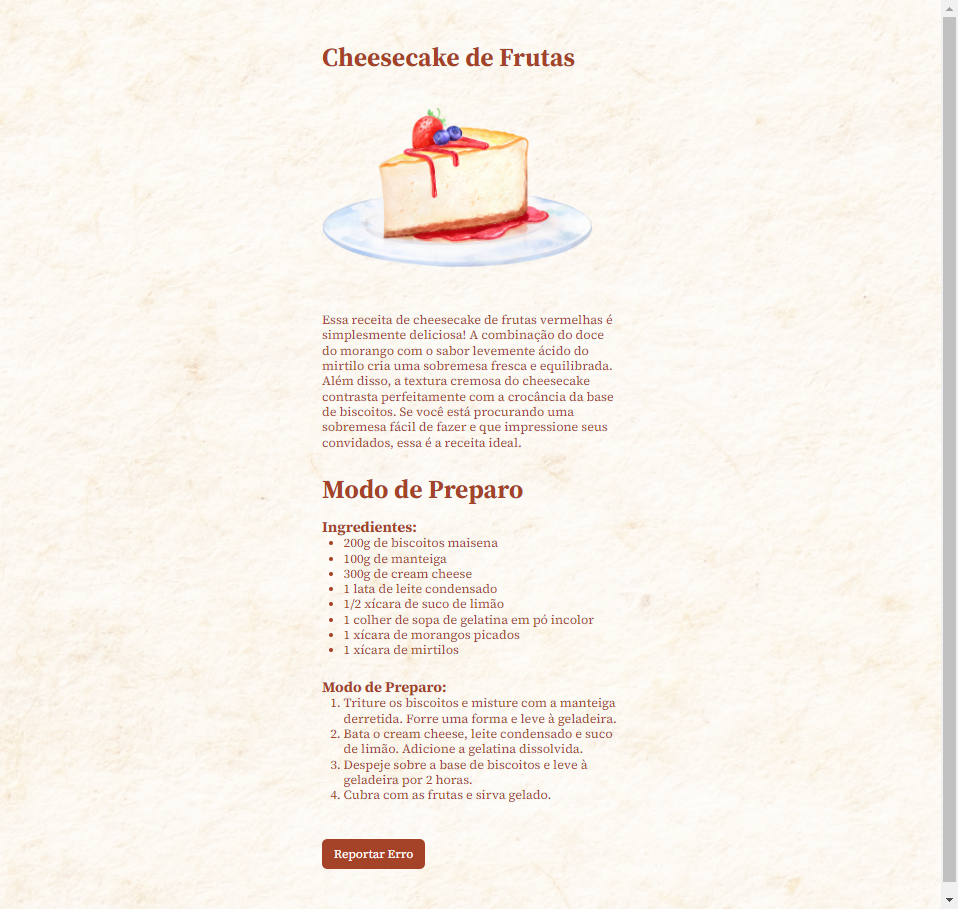 Cheesecake de Frutas
Essa receita de cheesecake de frutas vermelhas é
simplesmente deliciosa! A combinação do doce
do morango com o sabor levemente ácido do
mirtilo cria uma sobremesa fresca e equilibrada.
Além disso, a textura cremosa do cheesecake
contrasta perfeitamente com a crocância da base
de biscoitos. Se você está procurando uma
sobremesa fácil de fazer e que impressione seus
convidados, essa é a receita ideal.
Modo de Preparo
Ingredientes:
• 200g de biscoitos maisena
• 100g de manteiga
• 300g de cream cheese
• 1 lata de leite condensado
• 1/2 xícara de suco de limão
• 1 colher de sopa de gelatina em pó incolor
• 1 xícara de morangos picados
• 1 xícara de mirtilos
Modo de Preparo:
1. Triture os biscoitos e misture com a manteiga
derretida. Forre uma forma e leve à geladeira.
2. Bata o cream cheese, leite condensado e suco
de limão. Adicione a gelatina dissolvida.
3. Despeje sobre a base de biscoitos e leve à
geladeira por 2 horas.
4. Cubra com as frutas e sirva gelado.
Reportar Erro